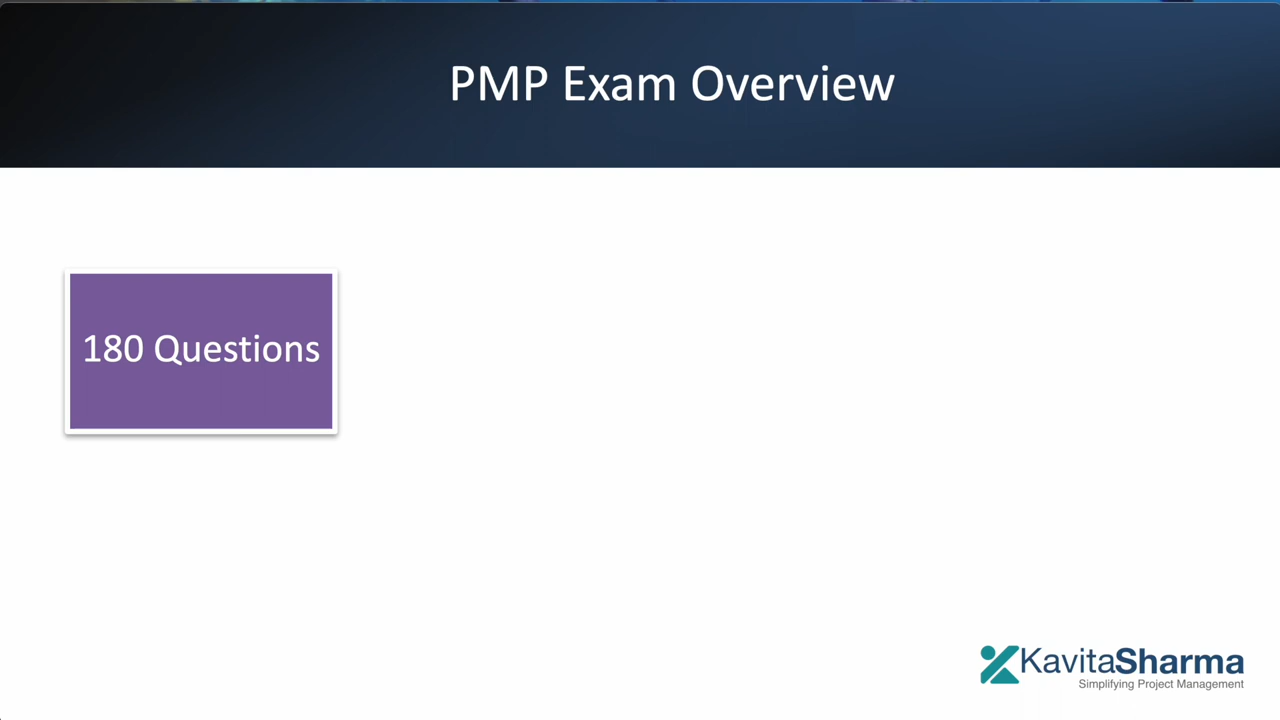 PMP Exam Overview
180 Questions
KavitaSharma
Simplifying Project Management